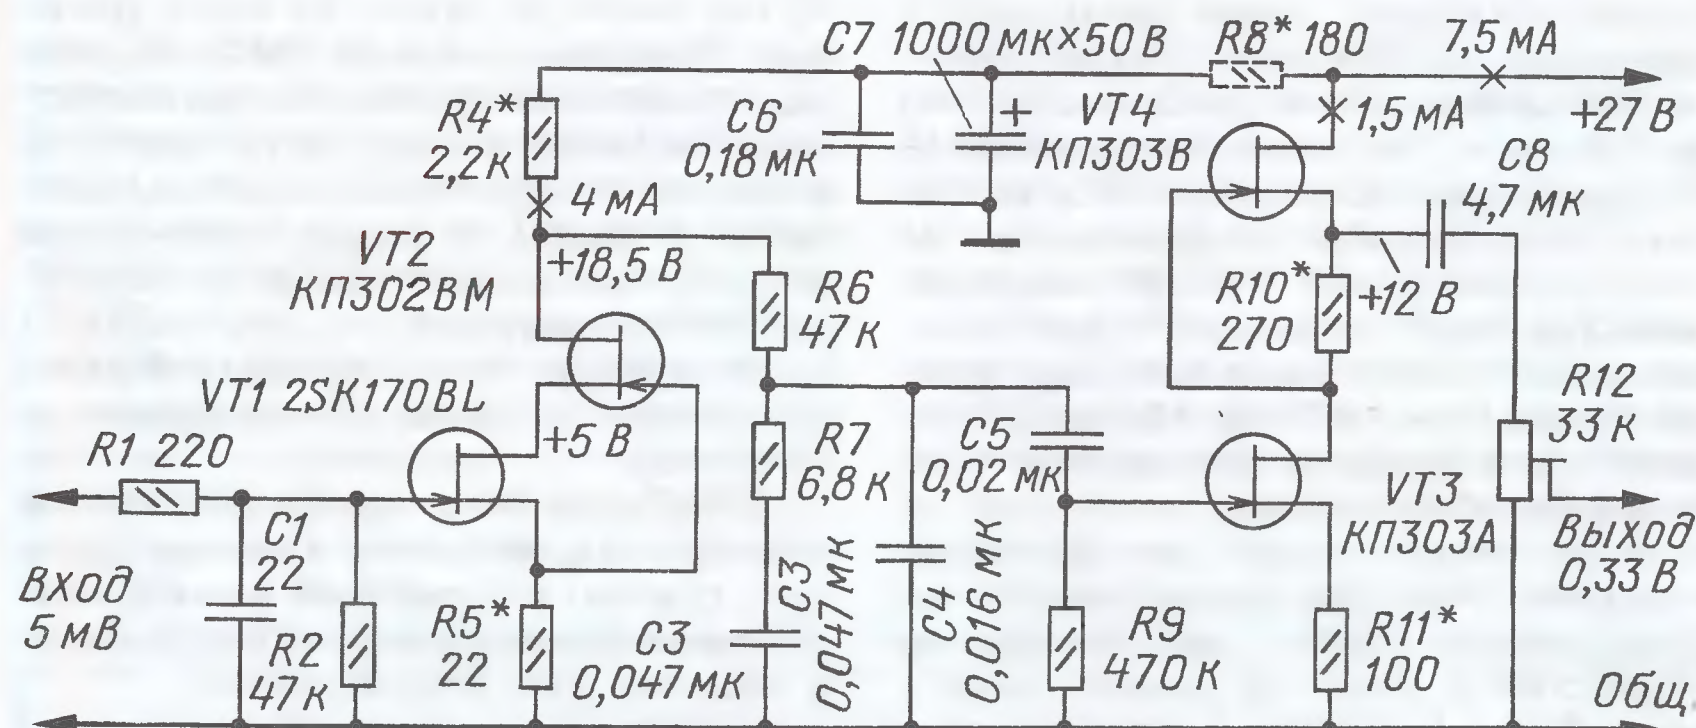 C7 1000 мк×50 В
R8* 180
7,5 мА
R4*
2,2к
C6
0,18 мк
+
VT4
КП303В
1,5 мА
+27 В
C8
4,7 мк
4 мА
VT2
КП302ВМ
+18,5 В
R6
47 к
R10*
270
+12 В
VT1 2SK170BL
+5 В
R1 220
R7
6,8 к
C5
0,02 мк
R12
33 к
VT3
КП303А
C1
22
Вход
5 мВ
R2
47к
R5*
22
C3
0,047мк
C3
0,047 мк
C4
0,016 мк
R9
470 к
R11*
100
Выход
0,33 В
Общ.